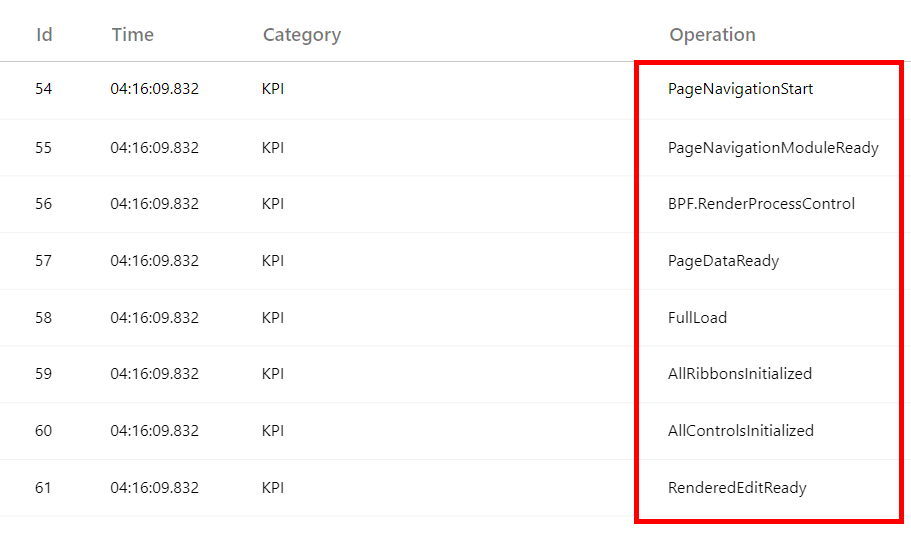 Id Time Category Operation
54 04:16:09.832 KPI PageNavigationStart
55 04:16:09.832 KPI PageNavigationModuleReady
56 04:16:09.832 KPI BPF.RenderProcessControl
57 04:16:09.832 KPI PageDataReady
58 04:16:09.832 KPI FullLoad
59 04:16:09.832 KPI AllRibbonsInitialized
60 04:16:09.832 KPI AllControlsInitialized
61 04:16:09.832 KPI RenderedEditReady